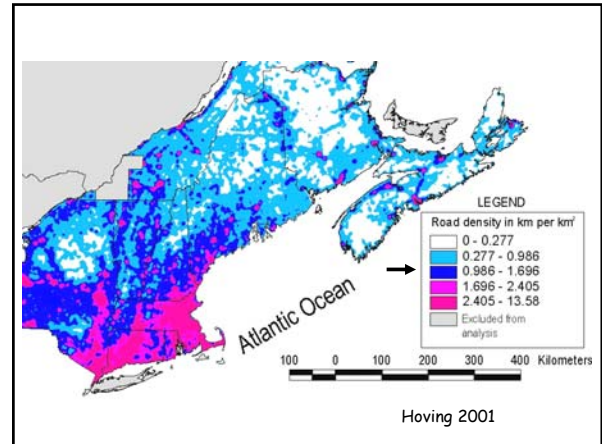 LEGEND
Road density in km per km²
0 - 0.277
0.277 - 0.986
0.986 - 1.696
1.696 - 2.405
2.405 - 13.58
Excluded from
analysis
Atlantic Ocean
100 0 100 200 300 400 Kilometers
Hoving 2001